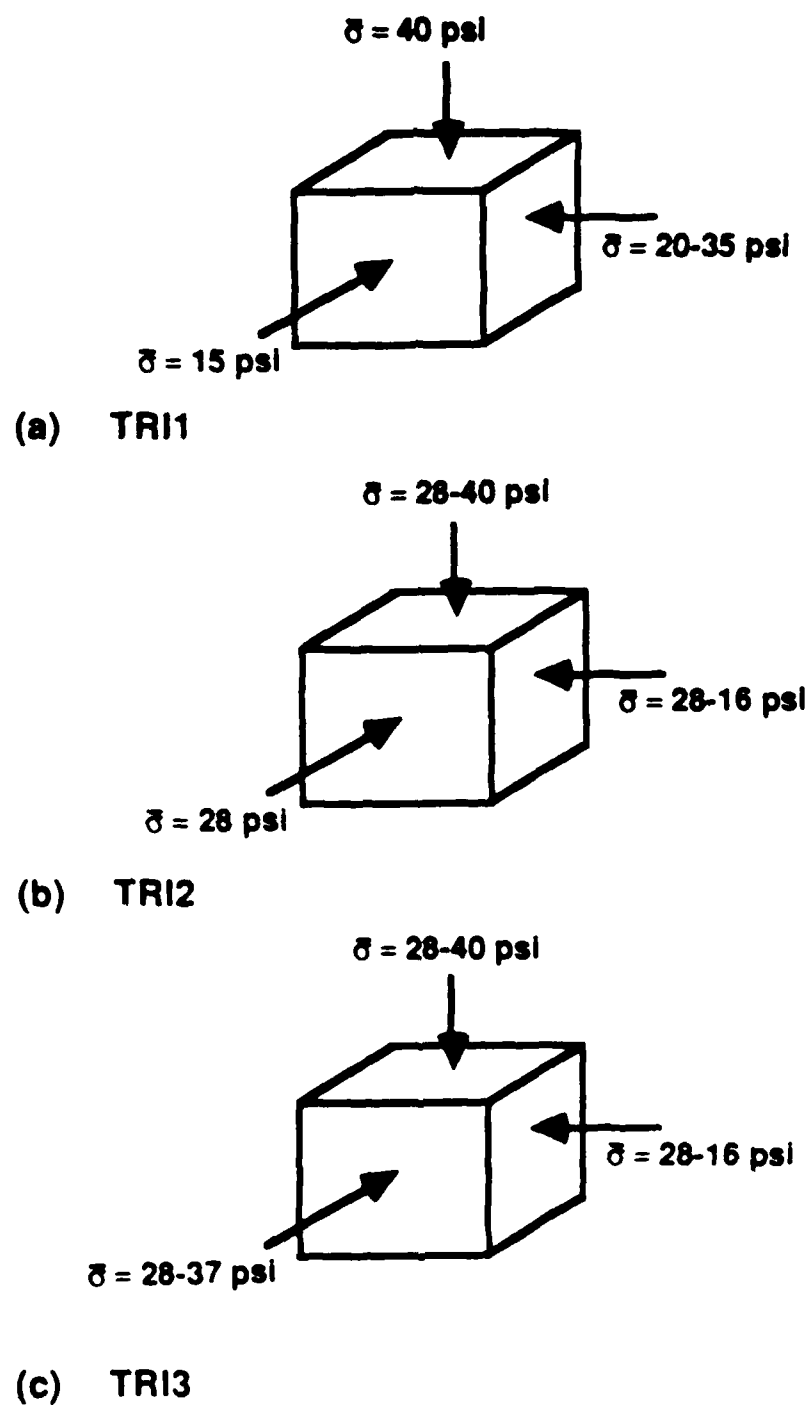 σ̄ = 40 psi
σ̄ = 20-35 psi
σ̄ = 15 psi
(a) TRI1
σ̄ = 28-40 psi
σ̄ = 28-16 psi
σ̄ = 28 psi
(b) TRI2
σ̄ = 28-40 psi
σ̄ = 28-16 psi
σ̄ = 28-37 psi
(c) TRI3